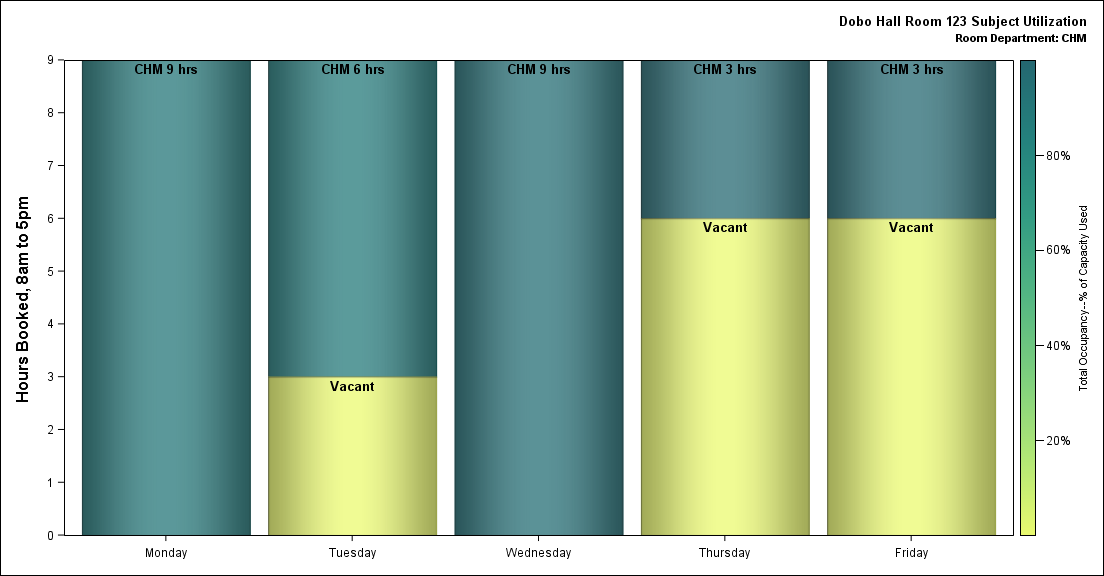 Dobo Hall Room 123 Subject Utilization
Room Department: CHM
Hours Booked, 8am to 5pm
9
8
7
6
5
4
3
2
1
0
CHM 9 hrs
CHM 6 hrs
CHM 9 hrs
CHM 3 hrs
CHM 3 hrs
Vacant
Vacant
Vacant
Monday
Tuesday
Wednesday
Thursday
Friday
80%
60%
40%
20%
Total Occupancy--% of Capacity Used